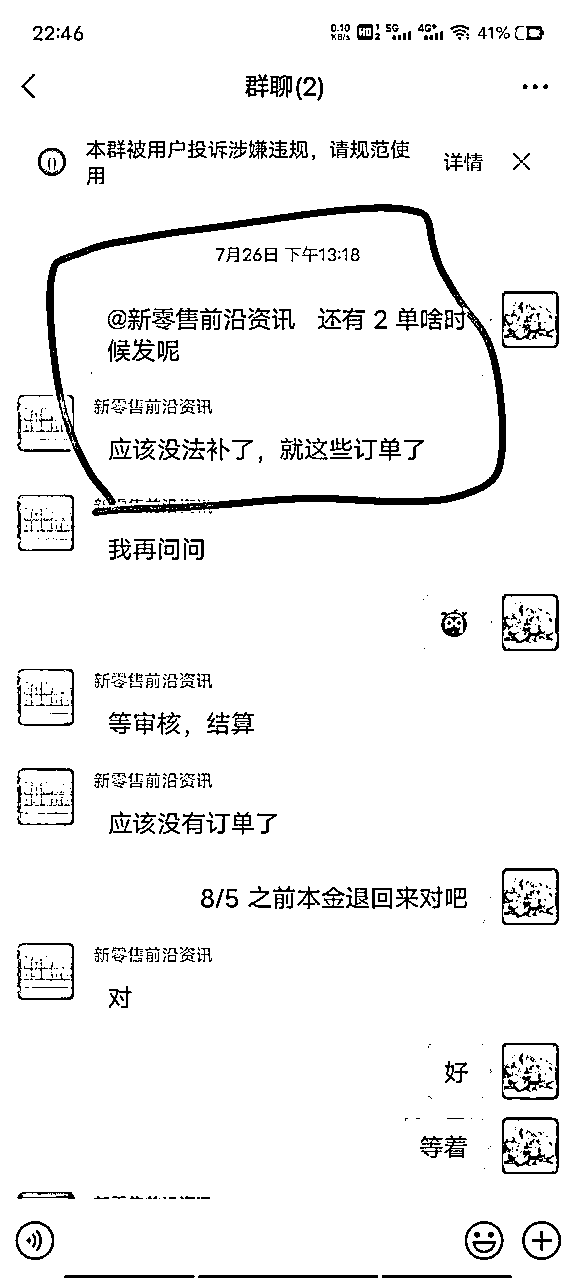 22:46
0.10 KB/s HD 1 2 5G 4G+ 41%
群聊(2)
本群被用户投诉涉嫌违规，请规范使
用
详情
7月26日 下午13:18
@新零售前沿资讯 还有 2 单啥时
候发呢
新零售前沿资讯
应该没法补了，就这些订单了
新零售前沿资讯
我再问问
新零售前沿资讯
等审核，结算
新零售前沿资讯
应该没有订单了
8/5 之前本金退回来对吧
新零售前沿资讯
对
好
等着